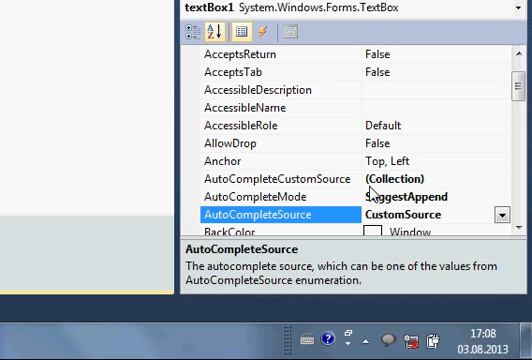 textBox1 System.Windows.Forms.TextBox
AcceptsReturn False
AcceptsTab False
AccessibleDescription
AccessibleName
AccessibleRole Default
AllowDrop False
Anchor Top, Left
AutoCompleteCustomSource (Collection)
AutoCompleteMode SuggestAppend
AutoCompleteSource CustomSource
BackColor Window
AutoCompleteSource
The autocomplete source, which can be one of the values from
AutoCompleteSource enumeration.
17:08
03.08.2013